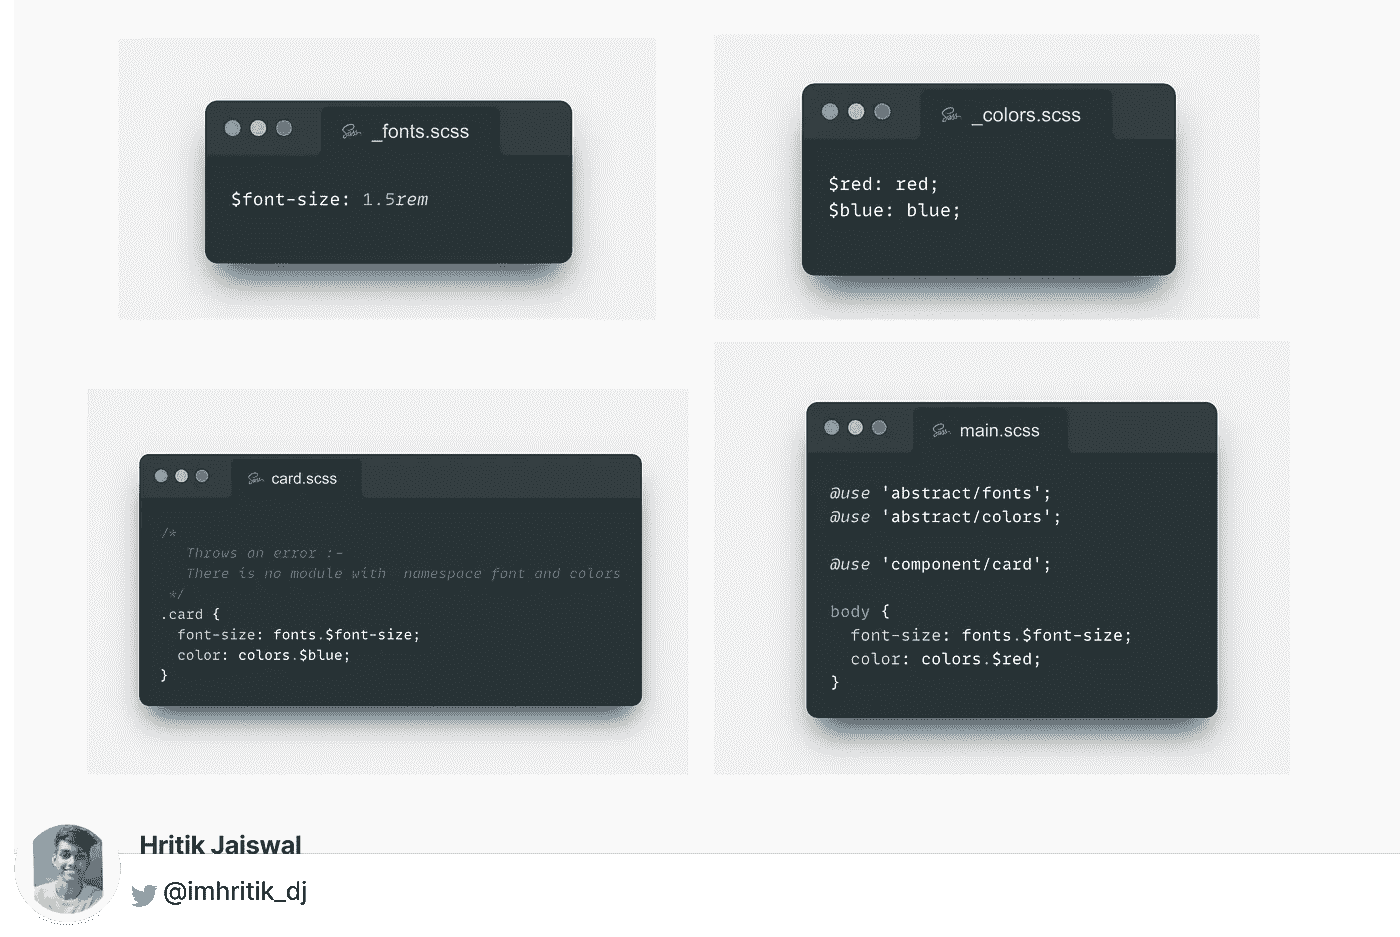 _fonts.scss
$font-size: 1.5rem
_colors.scss
$red: red;
$blue: blue;
card.scss
/*
Throws an error :-
There is no module with  namespace font and colors
*/
.card {
  font-size: fonts.$font-size;
  color: colors.$blue;
}
main.scss
@use 'abstract/fonts';
@use 'abstract/colors';
@use 'component/card';
body {
  font-size: fonts.$font-size;
  color: colors.$red;
}
Hritik Jaiswal
@imhritik_dj